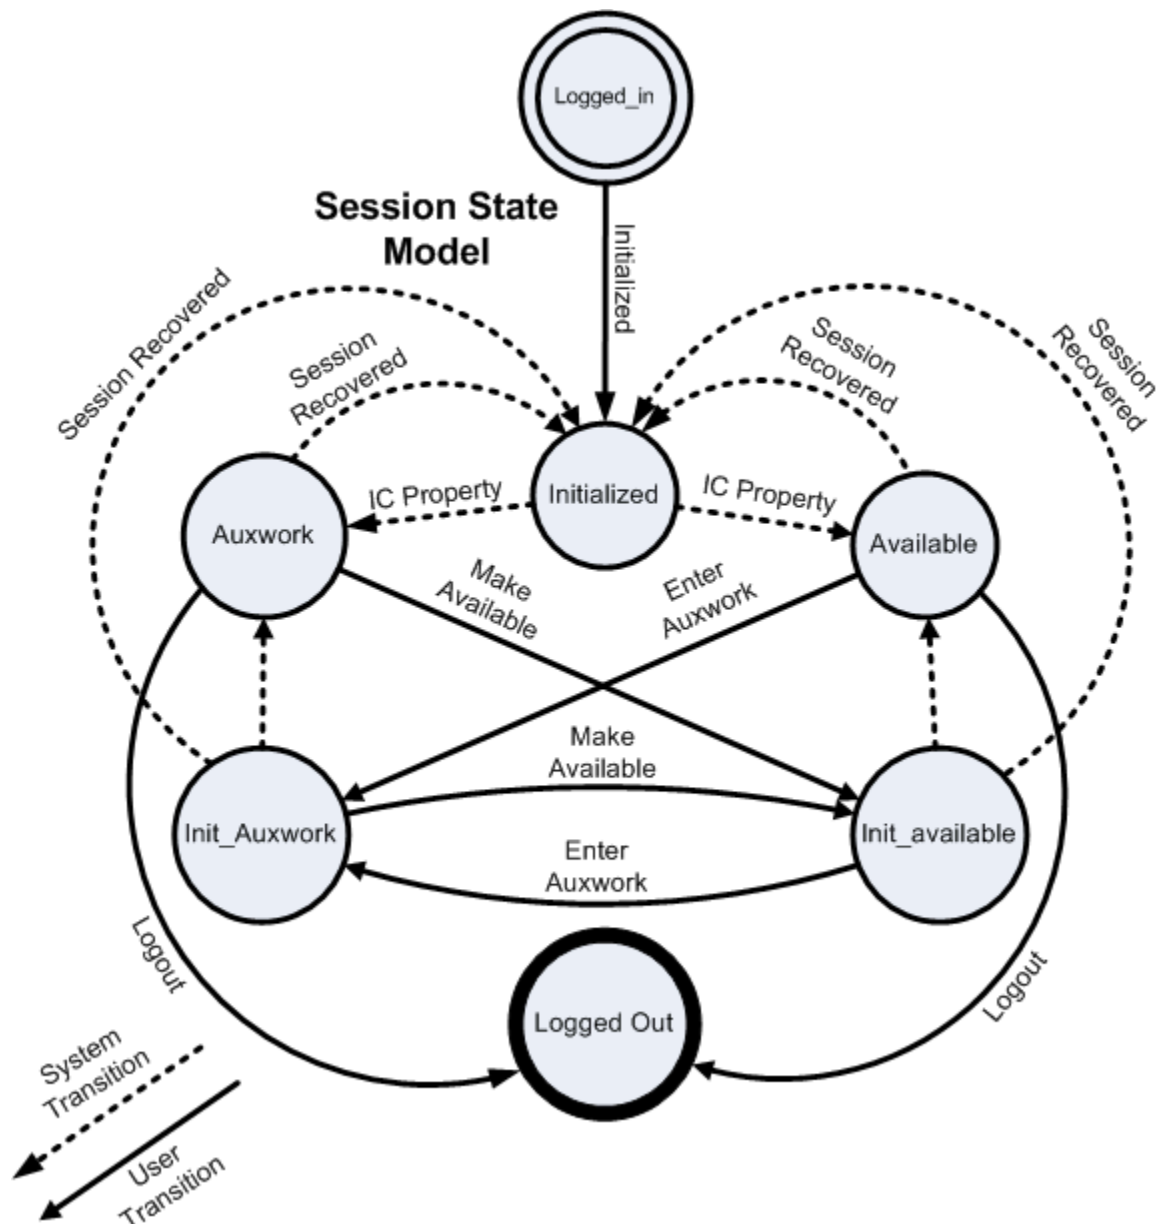 Logged_in
Session State
Model
Initialized
Session Recovered
Session
Recovered
Session
Recovered
Session
Recovered
IC Property
Initialized
IC Property
Auxwork
Available
Make
Available
Enter
Auxwork
Make
Available
Init_Auxwork
Init_available
Enter
Auxwork
Logout
Logout
Logged Out
System
Transition
User
Transition